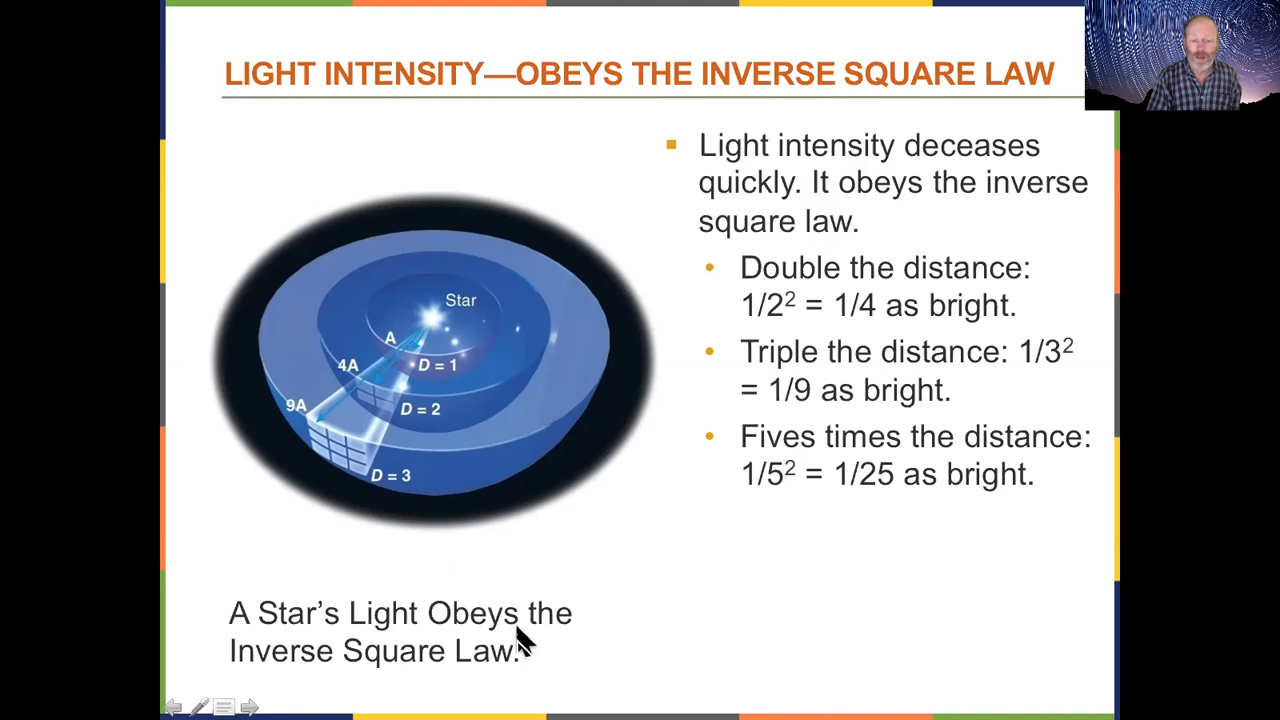 LIGHT INTENSITY—OBEYS THE INVERSE SQUARE LAW
▪ Light intensity deceases
quickly. It obeys the inverse
square law.
• Double the distance:
1/2² = 1/4 as bright.
• Triple the distance: 1/3²
= 1/9 as bright.
• Fives times the distance:
1/5² = 1/25 as bright.
Star
A
4A
D = 1
9A
D = 2
D = 3
A Star’s Light Obeys the
Inverse Square Law.